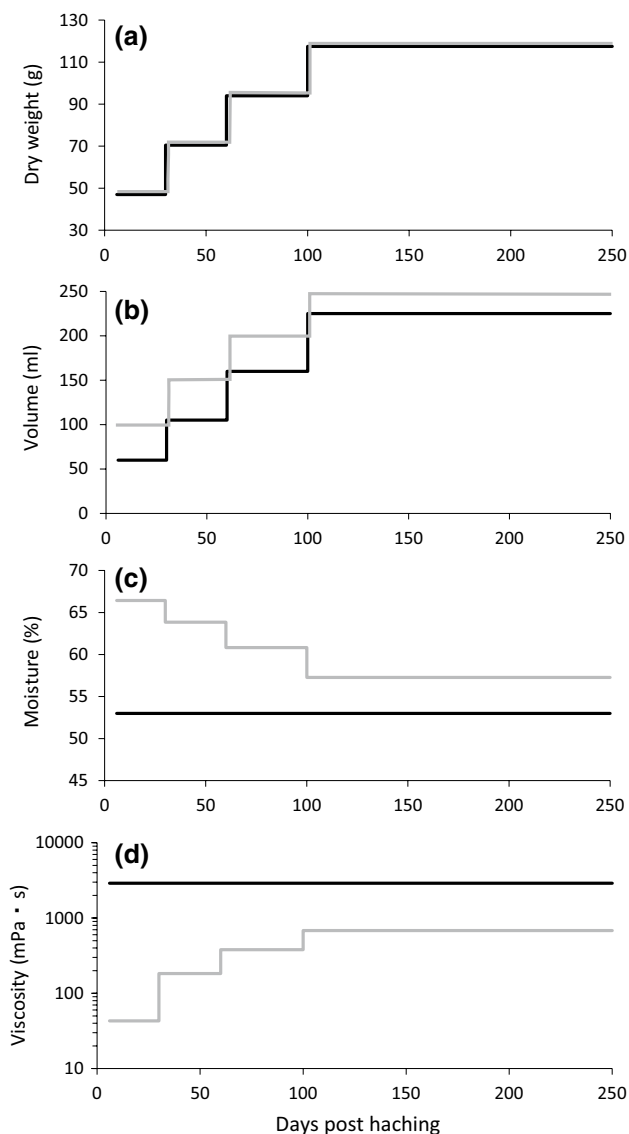 (a)
Dry weight (g)
130
110
90
70
50
30
0 50 100 150 200 250
(b)
Volume (ml)
250
200
150
100
50
0
0 50 100 150 200 250
(c)
Moisture (%)
70
65
60
55
50
45
0 50 100 150 200 250
(d)
Viscosity (mPa・s)
10000
1000
100
10
0 50 100 150 200 250
Days post haching